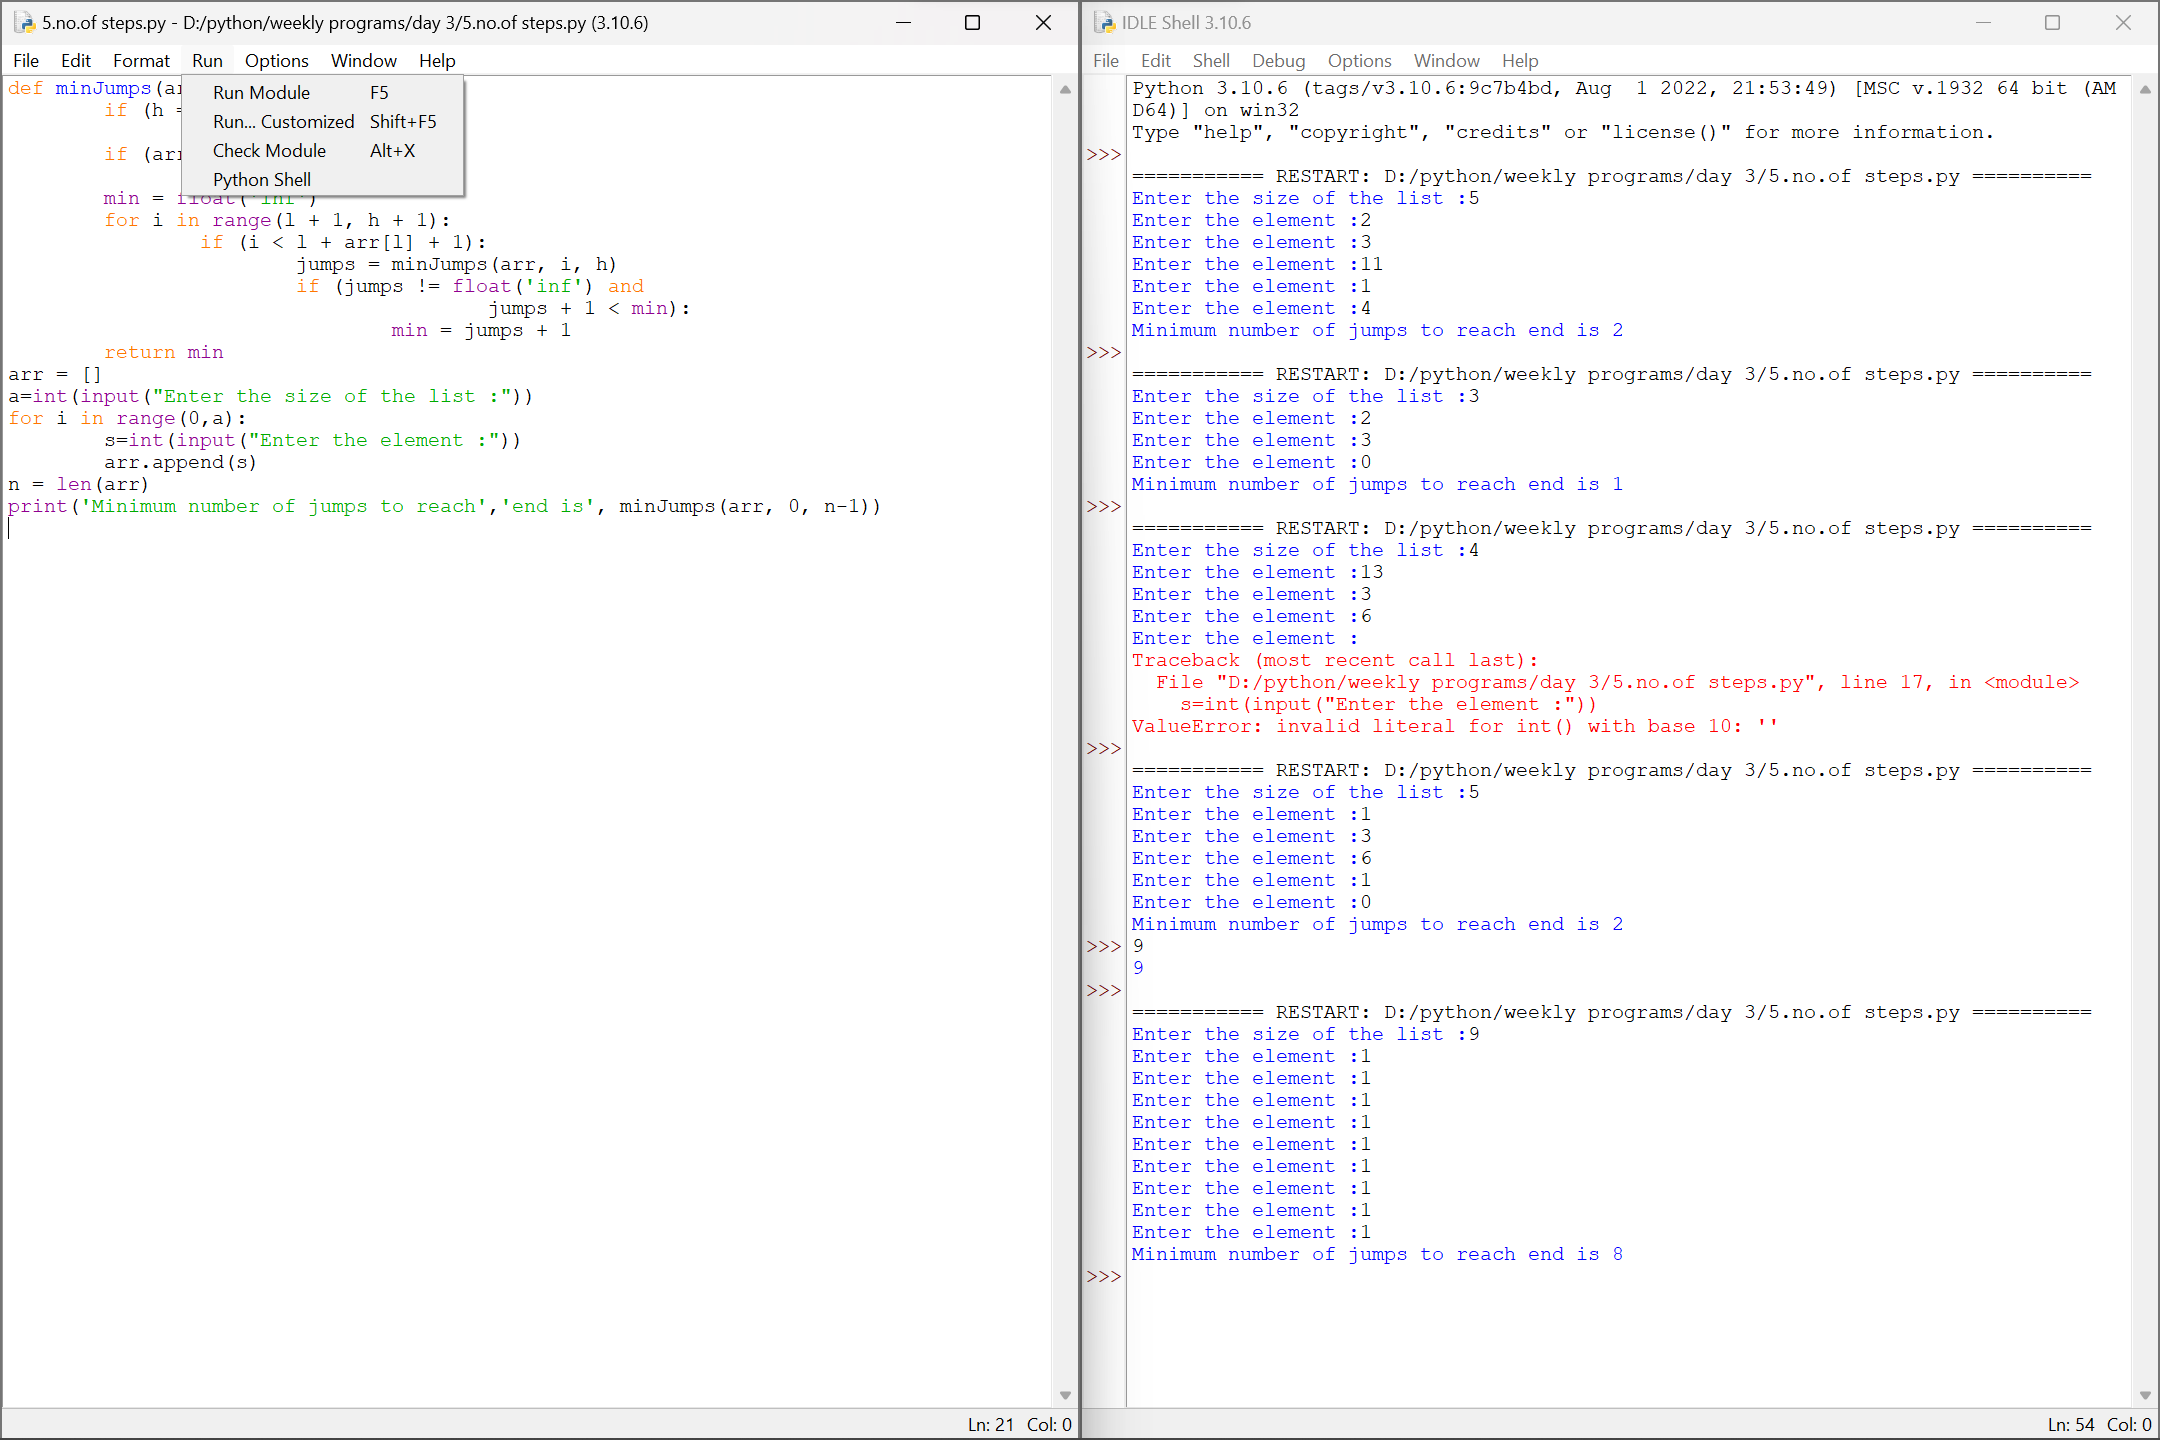 5.no.of steps.py - D:/python/weekly programs/day 3/5.no.of steps.py (3.10.6)
File Edit Format Run Options Window Help
Run Module F5
Run... Customized Shift+F5
Check Module Alt+X
Python Shell
def minJumps(
if (h
if (arr
min = float('inf')
for i in range(l + 1, h + 1):
if (i < l + arr[l] + 1):
jumps = minJumps(arr, i, h)
if (jumps != float('inf') and
jumps + 1 < min):
min = jumps + 1
return min
arr = []
a=int(input("Enter the size of the list :"))
for i in range(0,a):
s=int(input("Enter the element :"))
arr.append(s)
n = len(arr)
print('Minimum number of jumps to reach','end is', minJumps(arr, 0, n-1))
Ln: 21 Col: 0
IDLE Shell 3.10.6
File Edit Shell Debug Options Window Help
Python 3.10.6 (tags/v3.10.6:9c7b4bd, Aug  1 2022, 21:53:49) [MSC v.1932 64 bit (AM
D64)] on win32
Type "help", "copyright", "credits" or "license()" for more information.
>>>
=========== RESTART: D:/python/weekly programs/day 3/5.no.of steps.py ==========
Enter the size of the list :5
Enter the element :2
Enter the element :3
Enter the element :11
Enter the element :1
Enter the element :4
Minimum number of jumps to reach end is 2
>>>
=========== RESTART: D:/python/weekly programs/day 3/5.no.of steps.py ==========
Enter the size of the list :3
Enter the element :2
Enter the element :3
Enter the element :0
Minimum number of jumps to reach end is 1
>>>
=========== RESTART: D:/python/weekly programs/day 3/5.no.of steps.py ==========
Enter the size of the list :4
Enter the element :13
Enter the element :3
Enter the element :6
Enter the element :
Traceback (most recent call last):
File "D:/python/weekly programs/day 3/5.no.of steps.py", line 17, in <module>
s=int(input("Enter the element :"))
ValueError: invalid literal for int() with base 10: ''
>>>
=========== RESTART: D:/python/weekly programs/day 3/5.no.of steps.py ==========
Enter the size of the list :5
Enter the element :1
Enter the element :3
Enter the element :6
Enter the element :1
Enter the element :0
Minimum number of jumps to reach end is 2
>>> 9
9
>>>
=========== RESTART: D:/python/weekly programs/day 3/5.no.of steps.py ==========
Enter the size of the list :9
Enter the element :1
Enter the element :1
Enter the element :1
Enter the element :1
Enter the element :1
Enter the element :1
Enter the element :1
Enter the element :1
Enter the element :1
Minimum number of jumps to reach end is 8
>>>
Ln: 54 Col: 0